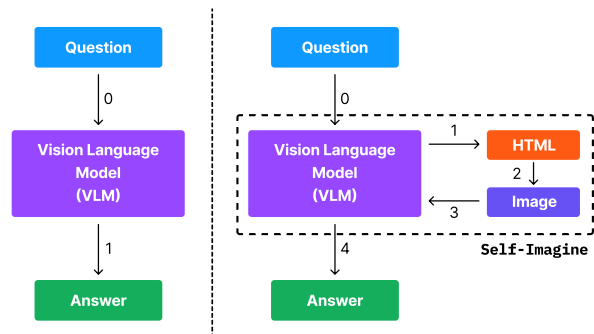 Question
0
Vision Language
Model
(VLM)
1
Answer
Question
0
Vision Language
Model
(VLM)
1
HTML
2
Image
3
Self-Imagine
4
Answer